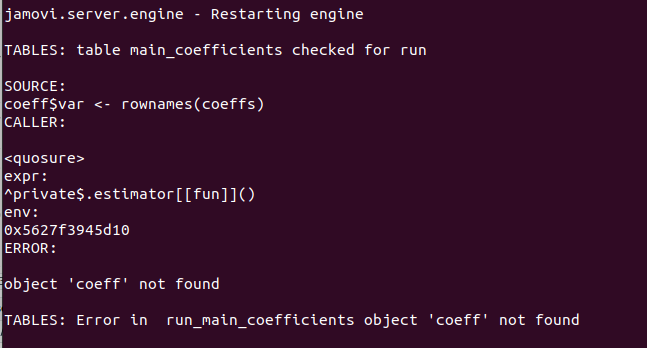 jamovi.server.engine - Restarting engine
TABLES: table main_coefficients checked for run
SOURCE:
coeff$var <- rownames(coeffs)
CALLER:
<quosure>
expr:
^private$.estimator[[fun]]()
env:
0x5627f3945d10
ERROR:
object 'coeff' not found
TABLES: Error in  run_main_coefficients object 'coeff' not found